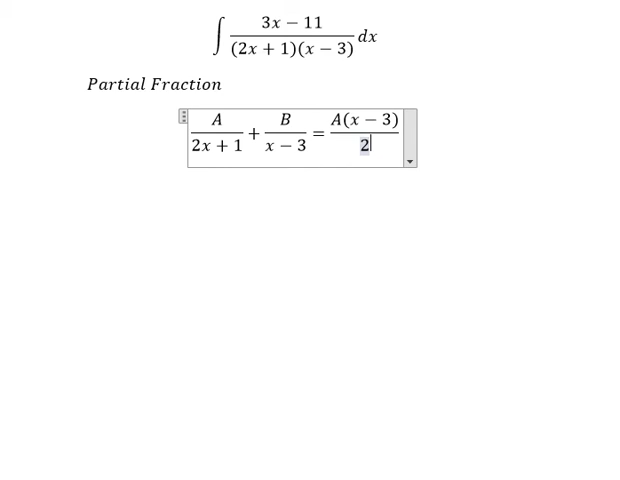 ∫ (3x − 11)/((2x + 1)(x − 3)) dx
Partial Fraction
A/(2x + 1) + B/(x − 3) = A(x − 3)/2